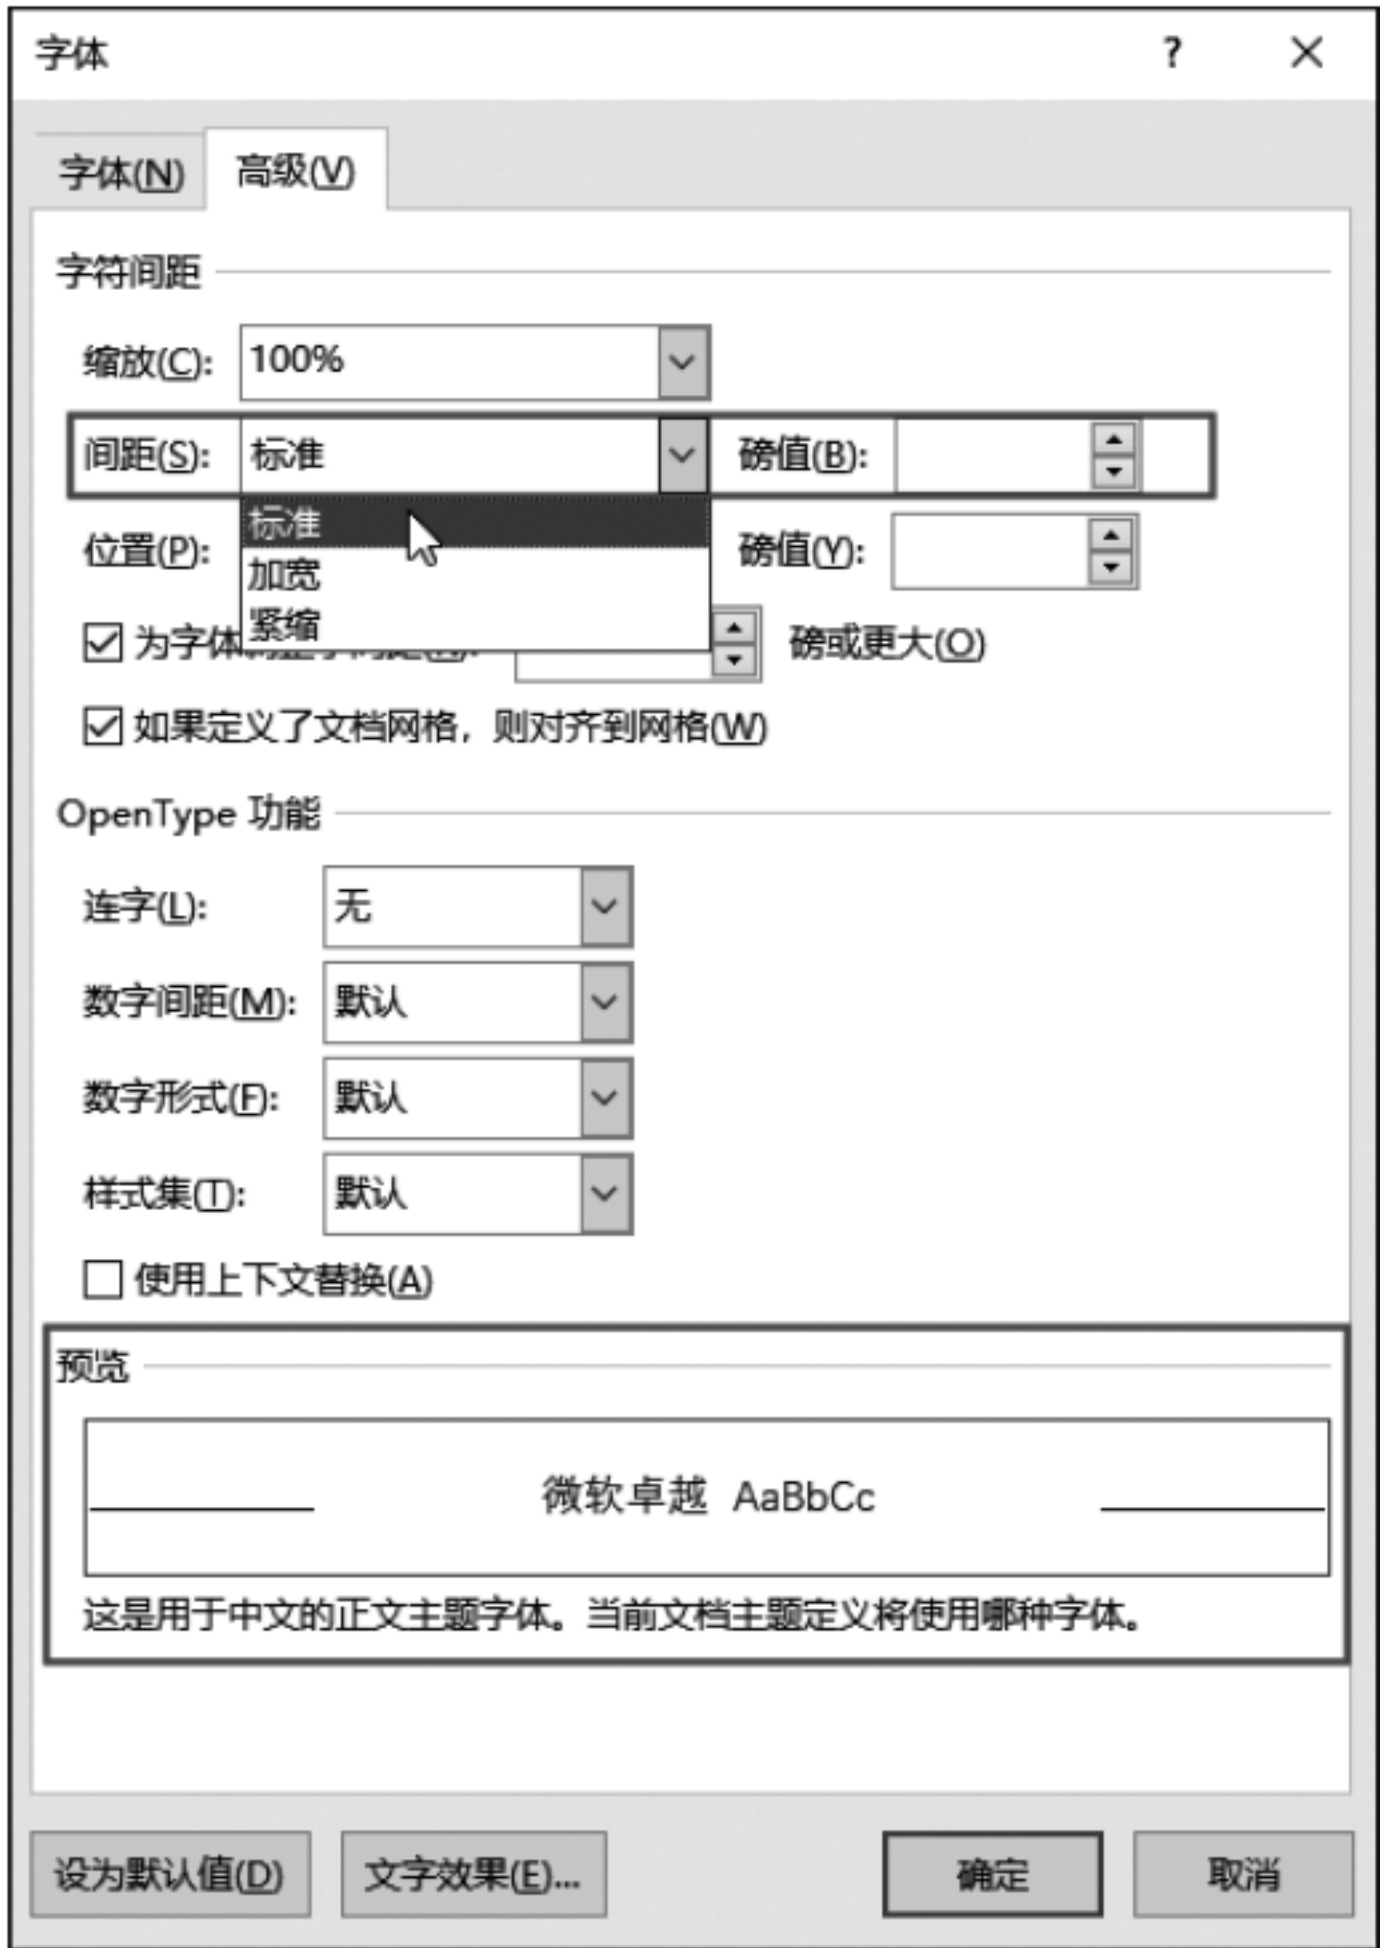 字体 ? ×
字体(N) 高级(V)
字符间距
缩放(C): 100%
间距(S): 标准 磅值(B):
标准
位置(P): 磅值(Y):
加宽
紧缩
为字体 磅或更大(O)
如果定义了文档网格，则对齐到网格(W)
OpenType 功能
连字(L): 无
数字间距(M): 默认
数字形式(F): 默认
样式集(T): 默认
使用上下文替换(A)
预览
微软卓越 AaBbCc
这是用于中文的正文主题字体。当前文档主题定义将使用哪种字体。
设为默认值(D) 文字效果(E)... 确定 取消